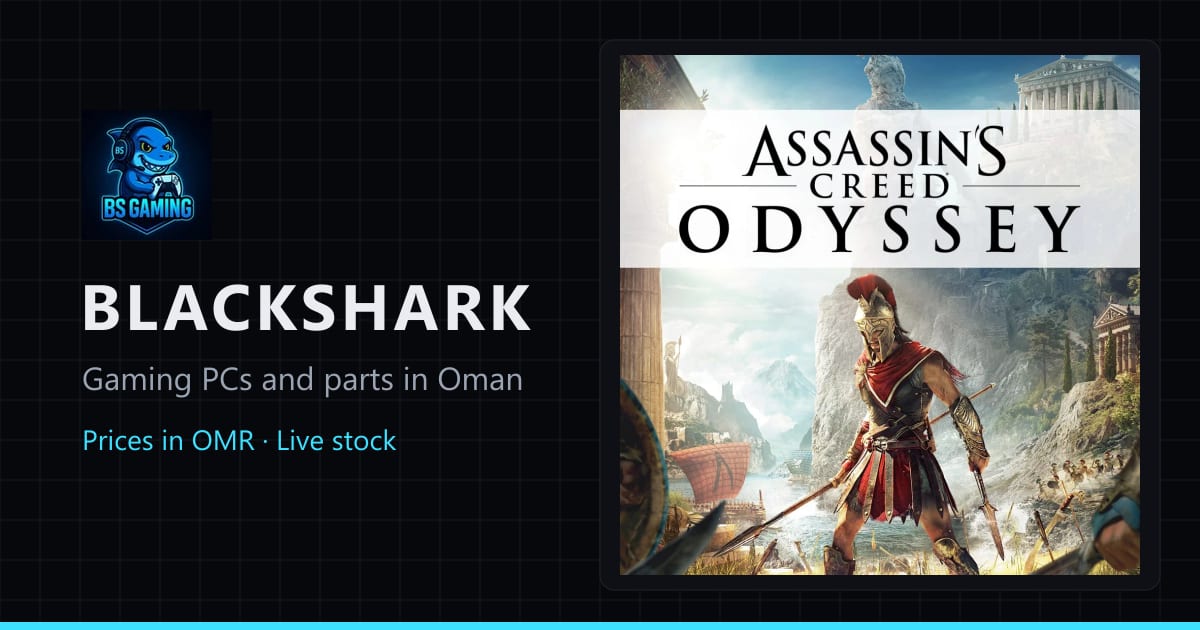 BS
BS GAMING
BLACKSHARK
Gaming PCs and parts in Oman
Prices in OMR · Live stock
ASSASSIN'S
CREED
ODYSSEY